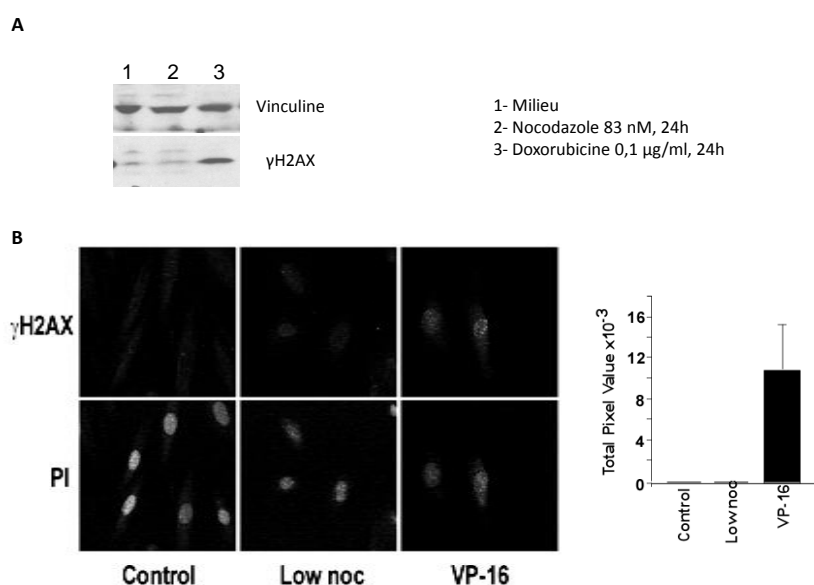 A
1 2 3
Vinculine
γH2AX
1- Milieu
2- Nocodazole 83 nM, 24h
3- Doxorubicine 0,1 µg/ml, 24h
B
γH2AX
PI
Control Low noc VP-16
Total Pixel Value x10-3
16
12
8
4
0
Control
Low noc
VP-16